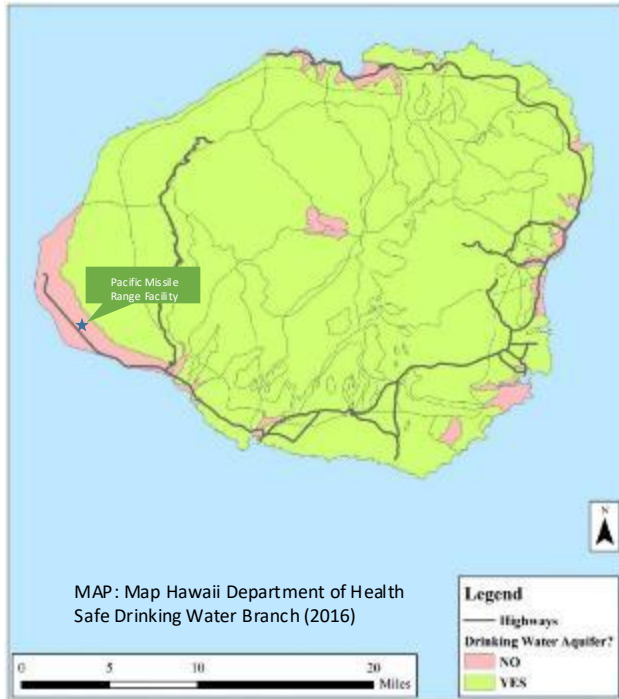 Pacific Missile
Range Facility
N
MAP: Map Hawaii Department of Health
Safe Drinking Water Branch (2016)
Legend
Highways
Drinking Water Aquifer?
NO
YES
0 5 10 20
Miles